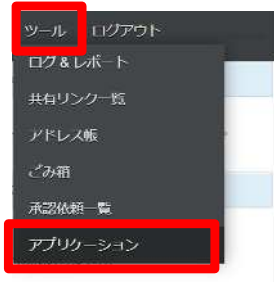 ツール ログアウト
ログ＆レポート
共有リンク一覧
アドレス帳
ごみ箱
承認依頼一覧
アプリケーション